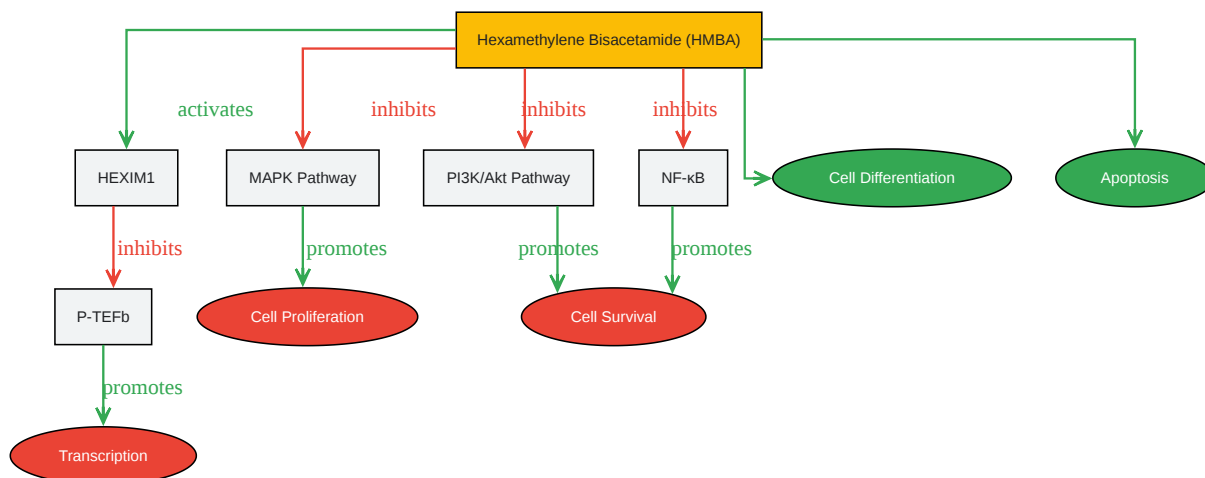 Hexamethylene Bisacetamide (HMBA)
activates
inhibits
inhibits
inhibits
HEXIM1
MAPK Pathway
PI3K/Akt Pathway
NF-κB
Cell Differentiation
Apoptosis
inhibits
promotes
promotes
promotes
P-TEFb
Cell Proliferation
Cell Survival
promotes
Transcription